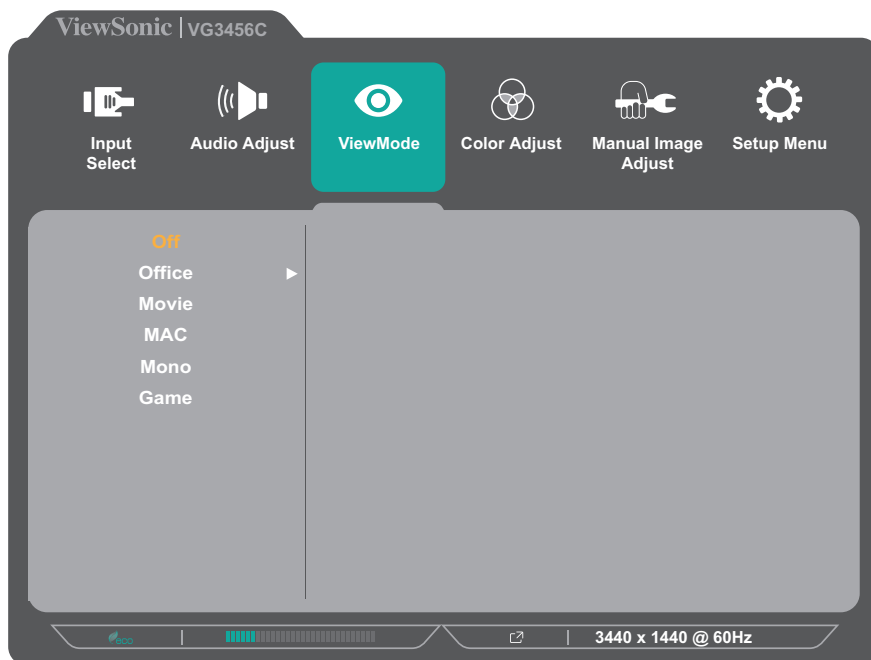 ViewSonic | VG3456C
Input Select
Audio Adjust
ViewMode
Color Adjust
Manual Image Adjust
Setup Menu
Off
Office
Movie
MAC
Mono
Game
eco
3440 x 1440 @ 60Hz